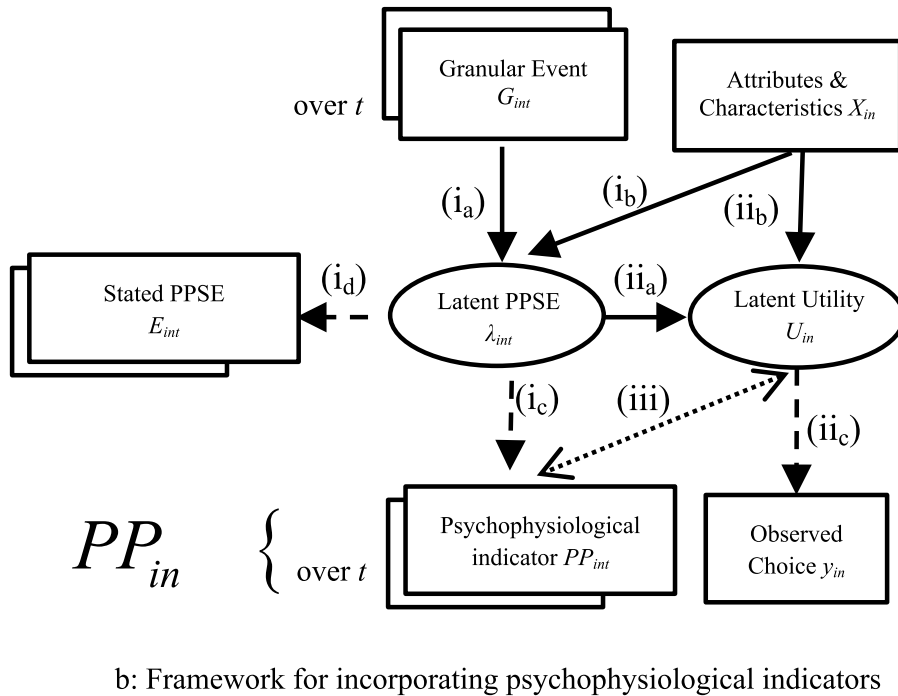 Granular Event
G_int
over t
Attributes &
Characteristics X_in
(i_a)
(i_b)
(ii_b)
Stated PPSE
E_int
(i_d)
Latent PPSE
λ_int
(ii_a)
Latent Utility
U_in
(i_c)
(iii)
(ii_c)
PP_in {
over t
Psychophysiological
indicator PP_int
Observed
Choice y_in
b: Framework for incorporating psychophysiological indicators